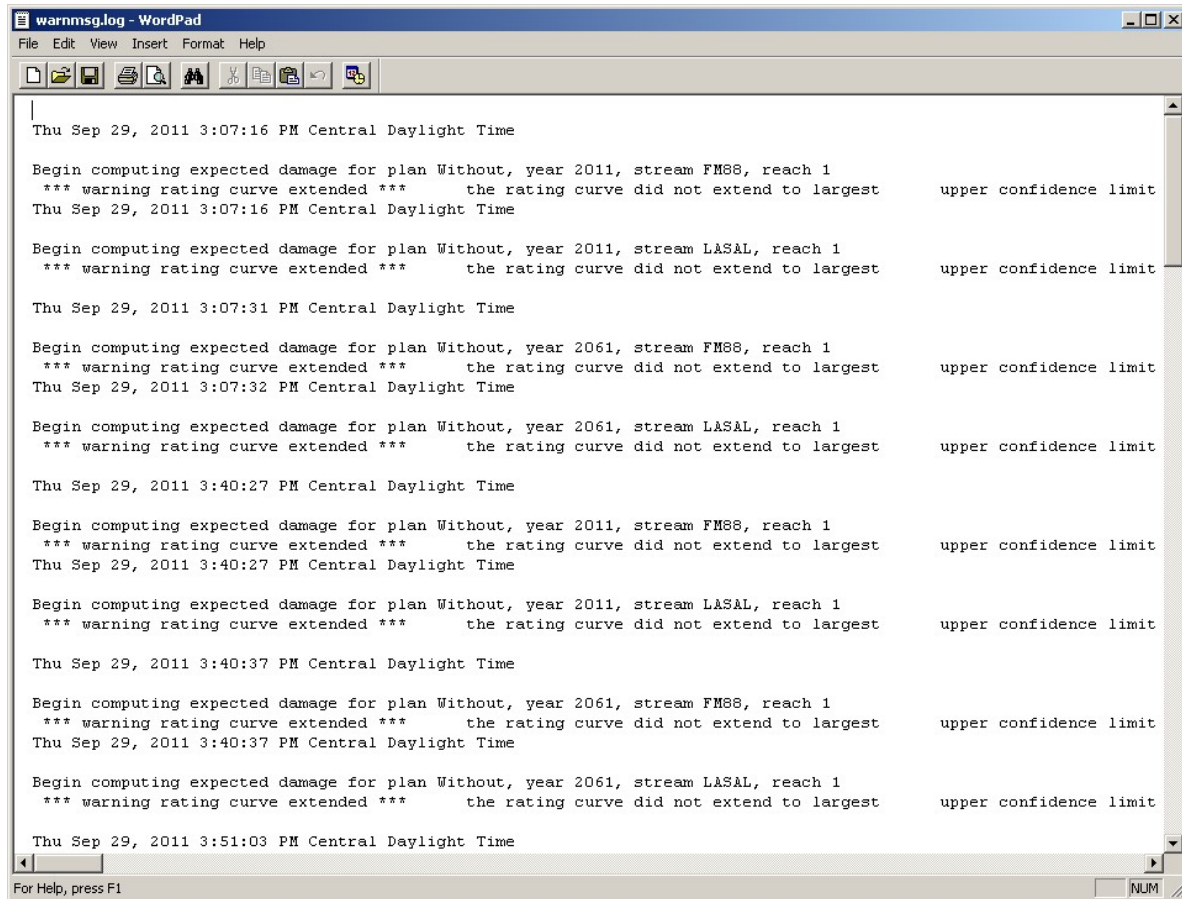 warnmsg.log - WordPad
File Edit View Insert Format Help
Thu Sep 29, 2011 3:07:16 PM Central Daylight Time
Begin computing expected damage for plan Without, year 2011, stream FM88, reach 1
*** warning rating curve extended *** the rating curve did not extend to largest upper confidence limit
Thu Sep 29, 2011 3:07:16 PM Central Daylight Time
Begin computing expected damage for plan Without, year 2011, stream LASAL, reach 1
*** warning rating curve extended *** the rating curve did not extend to largest upper confidence limit
Thu Sep 29, 2011 3:07:31 PM Central Daylight Time
Begin computing expected damage for plan Without, year 2061, stream FM88, reach 1
*** warning rating curve extended *** the rating curve did not extend to largest upper confidence limit
Thu Sep 29, 2011 3:07:32 PM Central Daylight Time
Begin computing expected damage for plan Without, year 2061, stream LASAL, reach 1
*** warning rating curve extended *** the rating curve did not extend to largest upper confidence limit
Thu Sep 29, 2011 3:40:27 PM Central Daylight Time
Begin computing expected damage for plan Without, year 2011, stream FM88, reach 1
*** warning rating curve extended *** the rating curve did not extend to largest upper confidence limit
Thu Sep 29, 2011 3:40:27 PM Central Daylight Time
Begin computing expected damage for plan Without, year 2011, stream LASAL, reach 1
*** warning rating curve extended *** the rating curve did not extend to largest upper confidence limit
Thu Sep 29, 2011 3:40:37 PM Central Daylight Time
Begin computing expected damage for plan Without, year 2061, stream FM88, reach 1
*** warning rating curve extended *** the rating curve did not extend to largest upper confidence limit
Thu Sep 29, 2011 3:40:37 PM Central Daylight Time
Begin computing expected damage for plan Without, year 2061, stream LASAL, reach 1
*** warning rating curve extended *** the rating curve did not extend to largest upper confidence limit
Thu Sep 29, 2011 3:51:03 PM Central Daylight Time
For Help, press F1 NUM